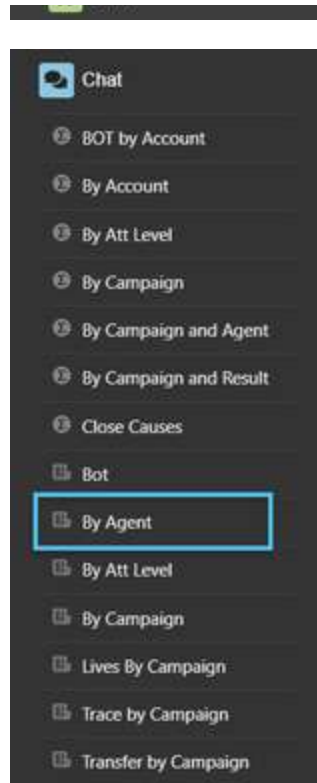 Chat
BOT by Account
By Account
By Att Level
By Campaign
By Campaign and Agent
By Campaign and Result
Close Causes
Bot
By Agent
By Att Level
By Campaign
Lives By Campaign
Trace by Campaign
Transfer by Campaign